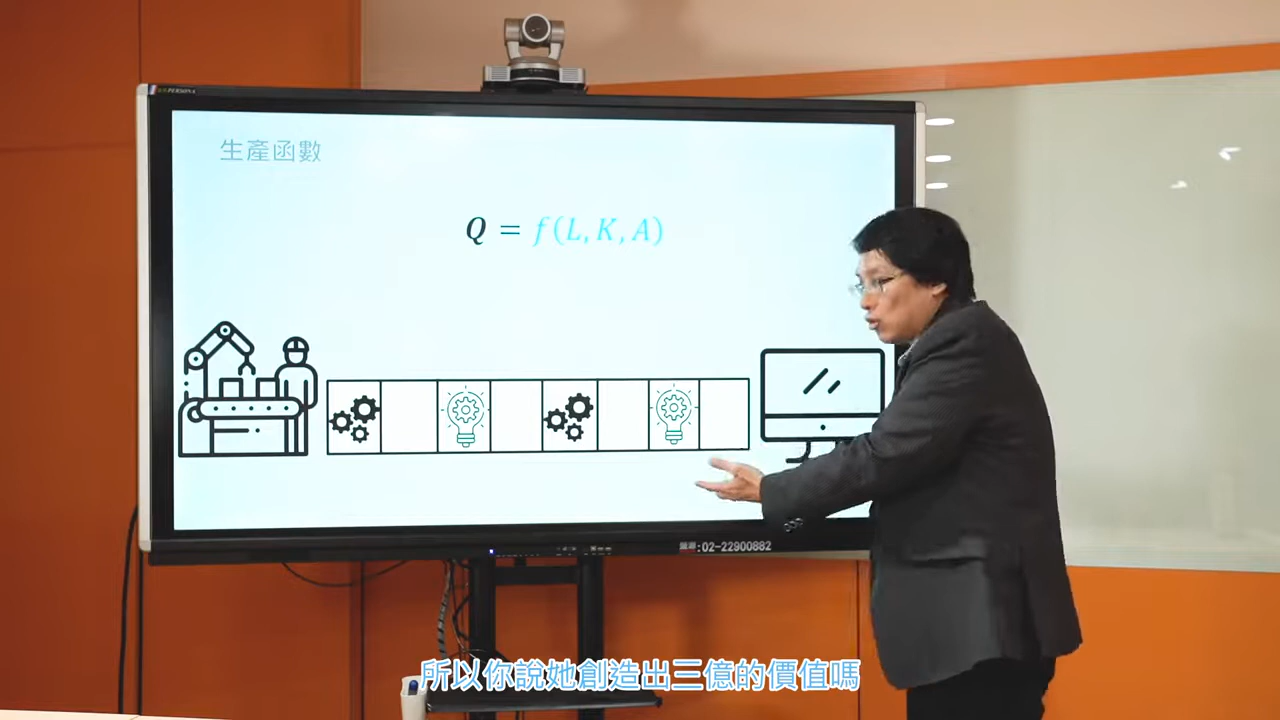 生產函數
Q = f(L, K, A)
:02-22900882
所以你說她創造出三億的價值嗎